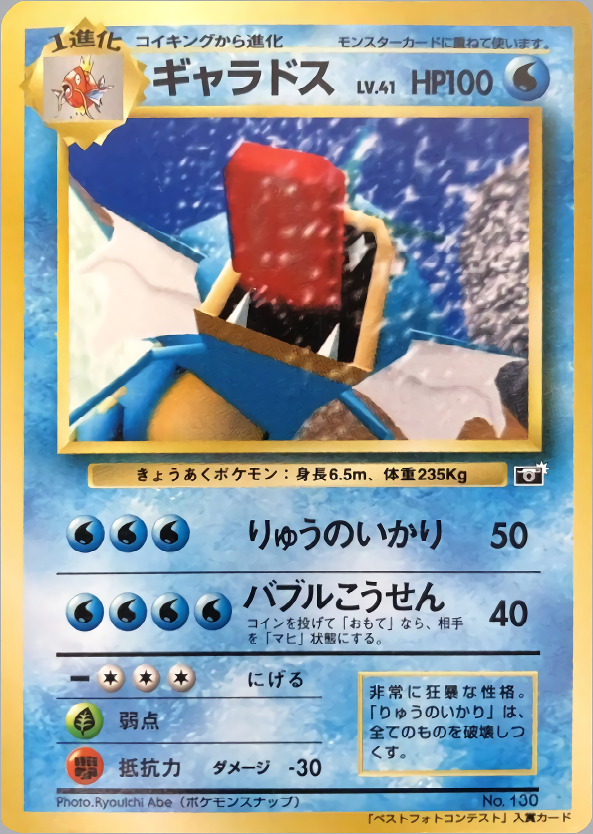 1進化 コイキングから進化 モンスターカードに重ねて使います。
ギャラドス LV.41 HP100
きょうあくポケモン：身長6.5m、体重235Kg
りゅうのいかり 50
バブルこうせん 40
コインを投げて「おもて」なら、相手
を「マヒ」状態にする。
ー にげる
弱点
抵抗力 ダメージ -30
非常に狂暴な性格。
「りゅうのいかり」は、
全てのものを破壊しつ
くす。
Photo.Ryouichi Abe（ポケモンスナップ） No. 130
「ベストフォトコンテスト」入賞カード